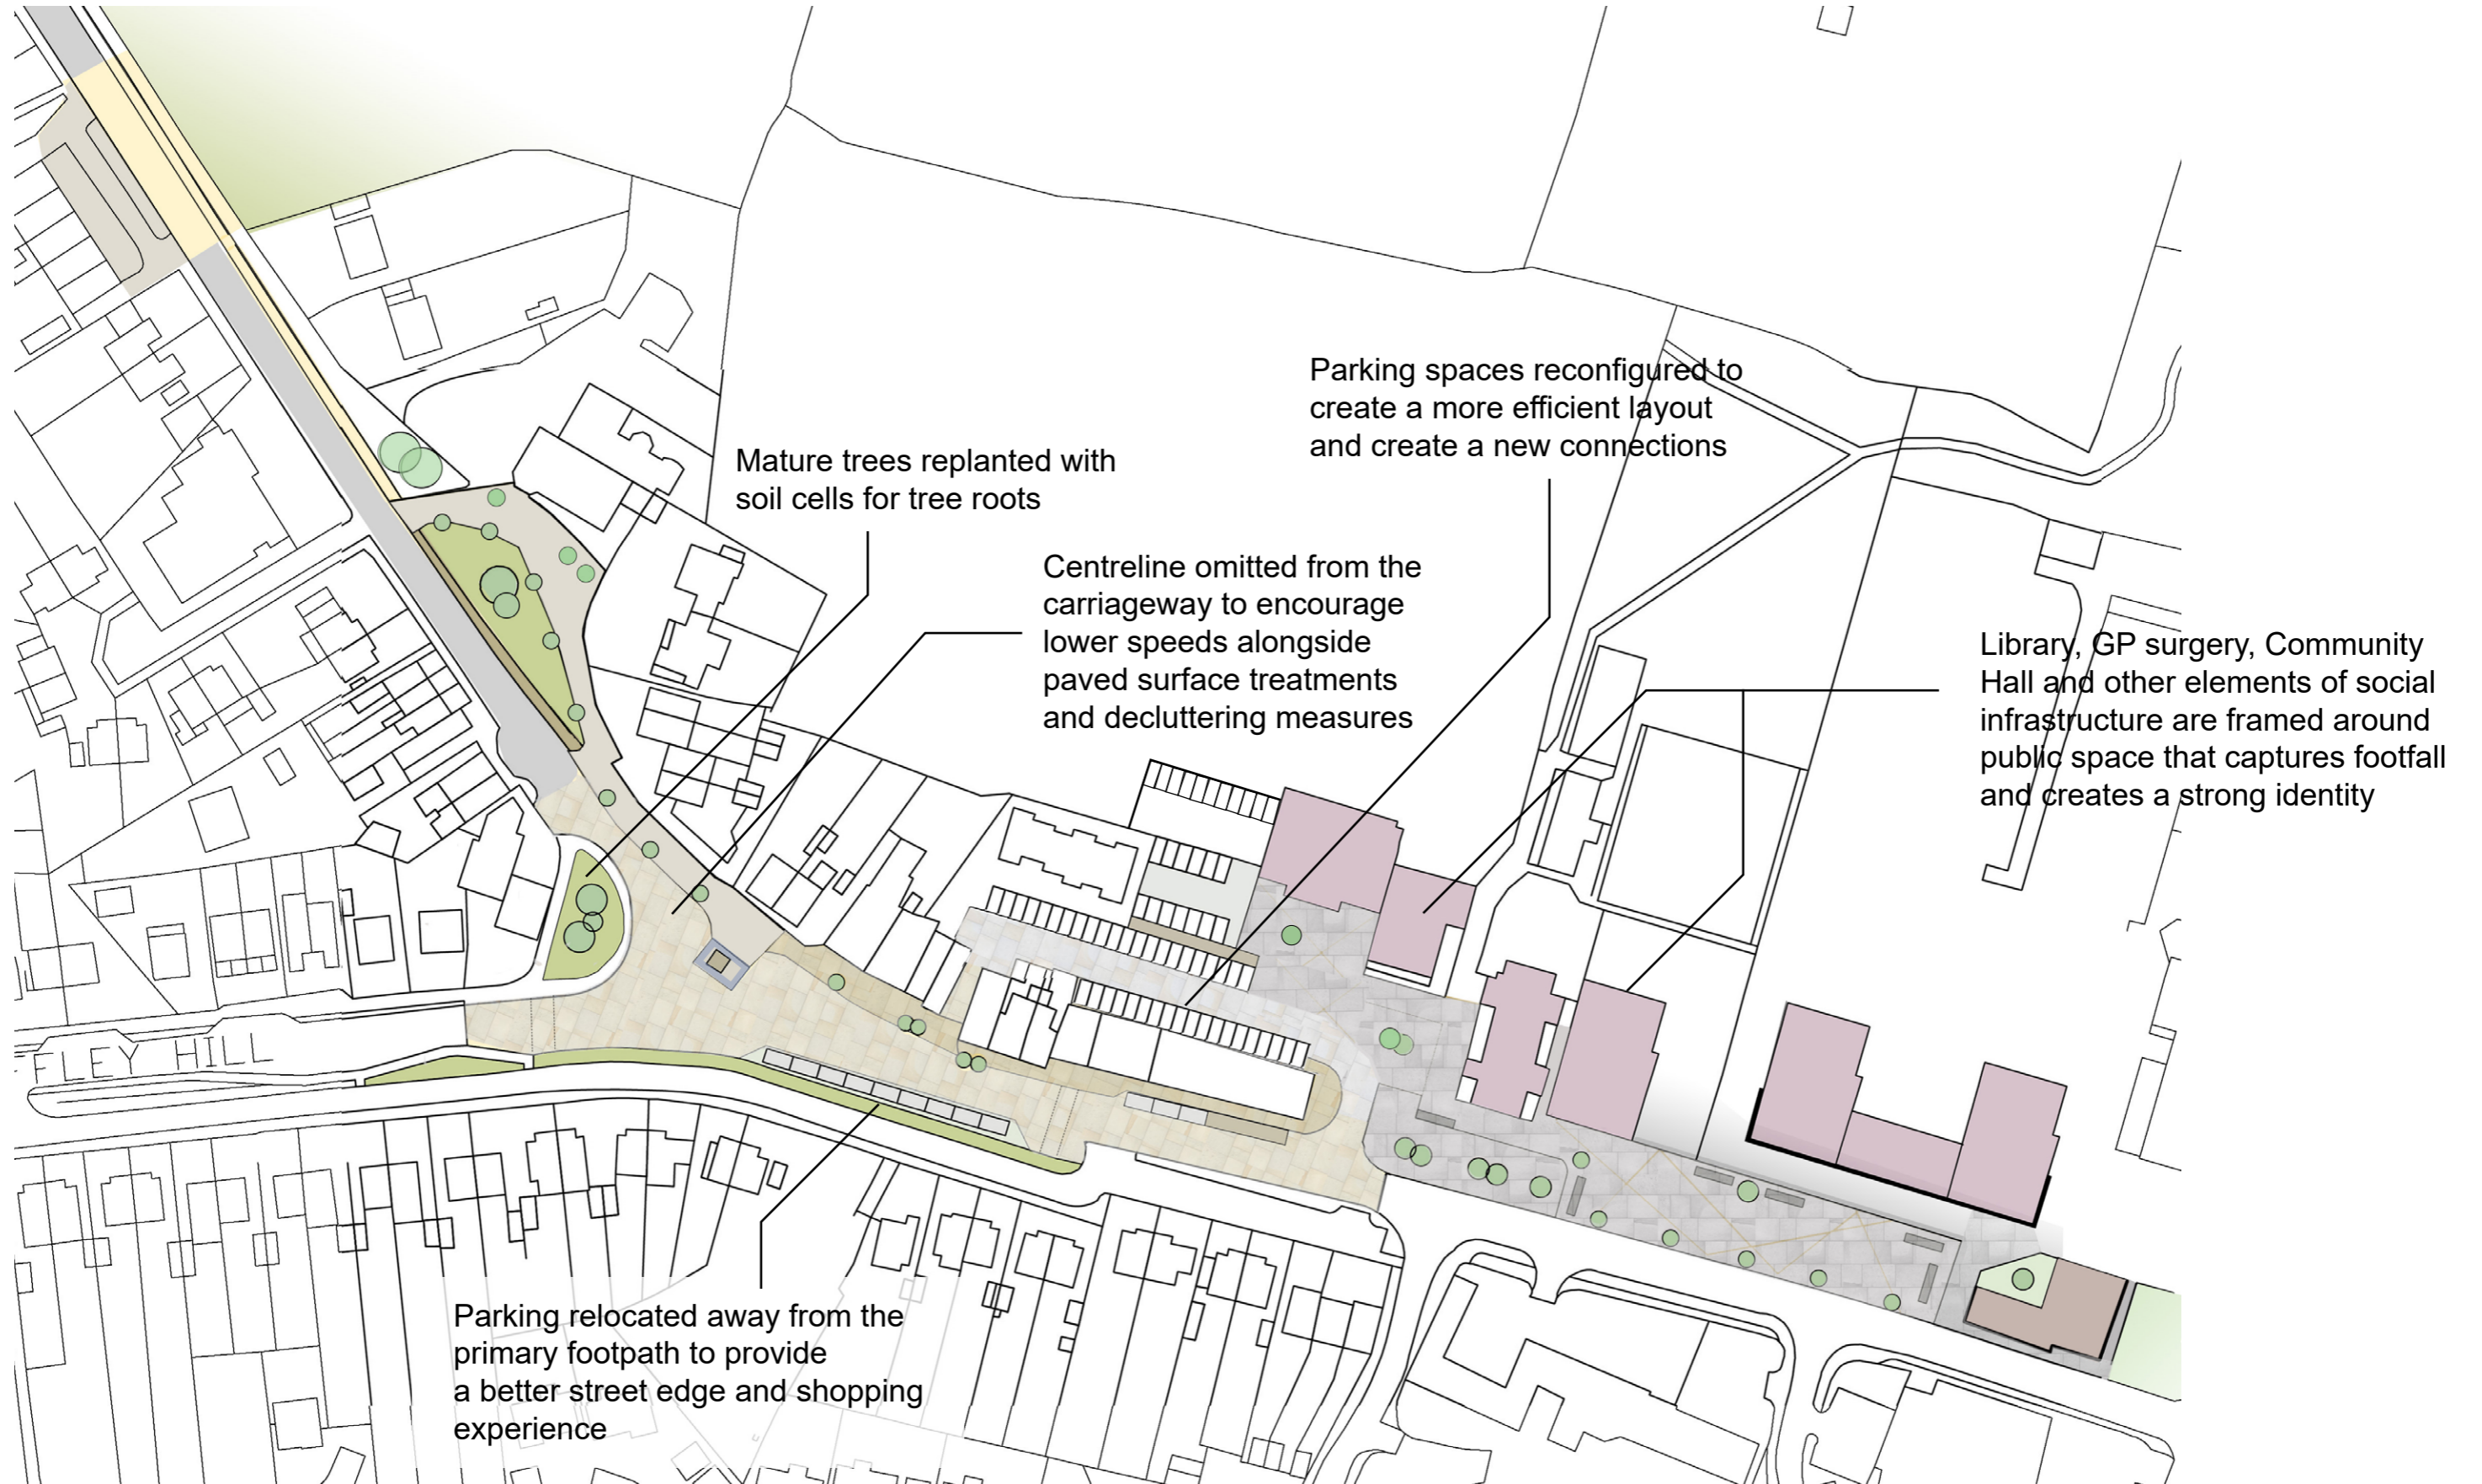 Parking spaces reconfigured to
create a more efficient layout
and create a new connections
Mature trees replanted with
soil cells for tree roots
Centreline omitted from the
carriageway to encourage
lower speeds alongside
paved surface treatments
and decluttering measures
Library, GP surgery, Community
Hall and other elements of social
infrastructure are framed around
public space that captures footfall
and creates a strong identity
ELEY HILL
Parking relocated away from the
primary footpath to provide
a better street edge and shopping
experience